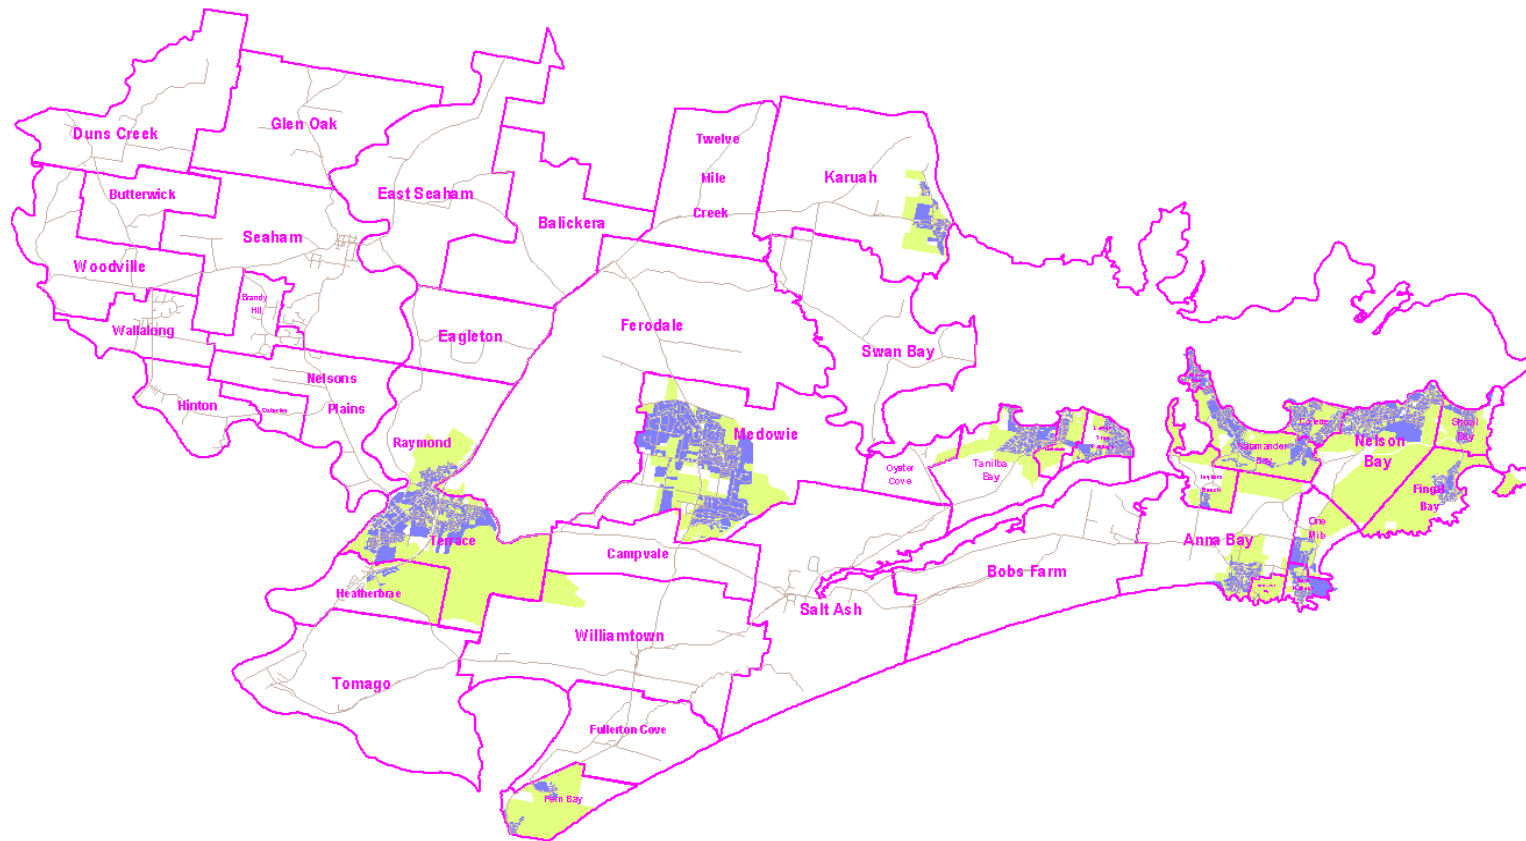 Duns Creek
Glen Oak
Twelve
Mile
Creek
Karuah
Butterwick
East Seaham
Balickera
Seaham
Woodville
Brandy
Hill
Wallalong
Eagleton
Ferodale
Swan Bay
Nelsons
Plains
Hinton
Raymond
Terrace
Medowie
Oyster
Cove
Tanilba
Bay
Salamander
Bay
Nelson
Bay
Shoal
Bay
Fingal
Bay
One
Anna Bay
Campvale
Bobs Farm
Heatherbrae
Salt Ash
Williamtown
Tomago
Fullerton Cove
Fern Bay